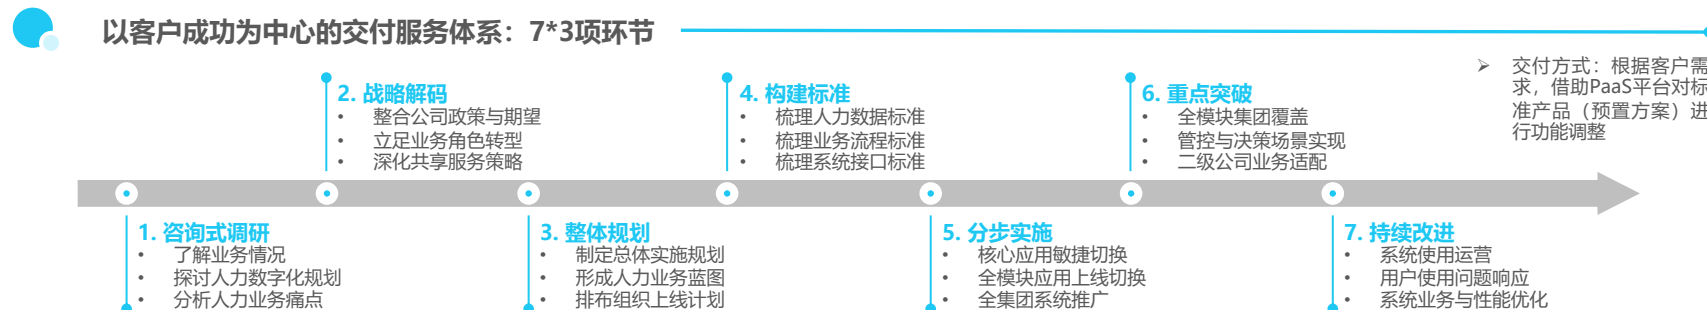 以客户成功为中心的交付服务体系：7*3项环节
➢ 交付方式：根据客户需
求，借助PaaS平台对标
准产品（预置方案）进
行功能调整
2. 战略解码
• 整合公司政策与期望
• 立足业务角色转型
• 深化共享服务策略
4. 构建标准
• 梳理人力数据标准
• 梳理业务流程标准
• 梳理系统接口标准
6. 重点突破
• 全模块集团覆盖
• 管控与决策场景实现
• 二级公司业务适配
1. 咨询式调研
• 了解业务情况
• 探讨人力数字化规划
• 分析人力业务痛点
3. 整体规划
• 制定总体实施规划
• 形成人力业务蓝图
• 排布组织上线计划
5. 分步实施
• 核心应用敏捷切换
• 全模块应用上线切换
• 全集团系统推广
7. 持续改进
• 系统使用运营
• 用户使用问题响应
• 系统业务与性能优化